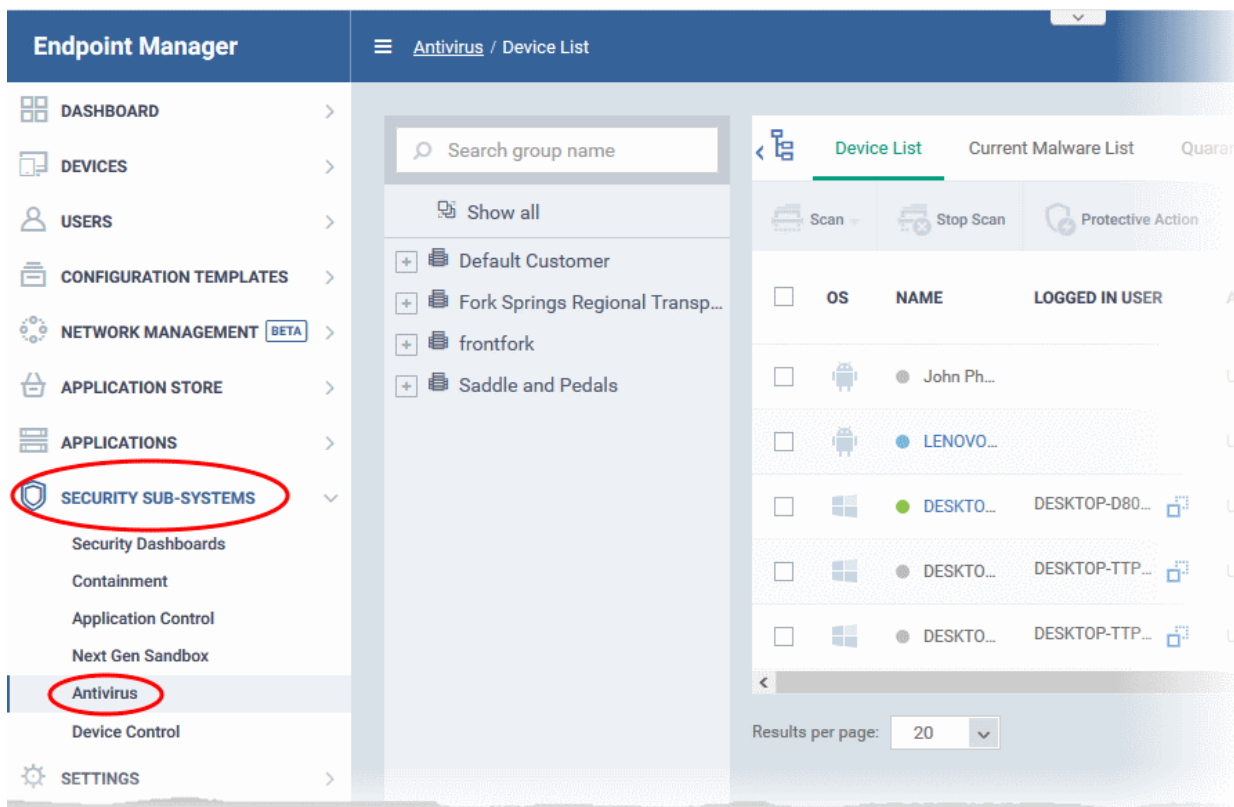 Endpoint Manager
Antivirus / Device List
DASHBOARD
DEVICES
USERS
CONFIGURATION TEMPLATES
NETWORK MANAGEMENT BETA
APPLICATION STORE
APPLICATIONS
SECURITY SUB-SYSTEMS
Security Dashboards
Containment
Application Control
Next Gen Sandbox
Antivirus
Device Control
SETTINGS
Search group name
Show all
Default Customer
Fork Springs Regional Transp...
frontfork
Saddle and Pedals
Device List Current Malware List Quaran
Scan Stop Scan Protective Action
OS NAME LOGGED IN USER
John Ph...
LENOVO...
DESKTO... DESKTOP-D80...
DESKTO... DESKTOP-TTP...
DESKTO... DESKTOP-TTP...
Results per page: 20